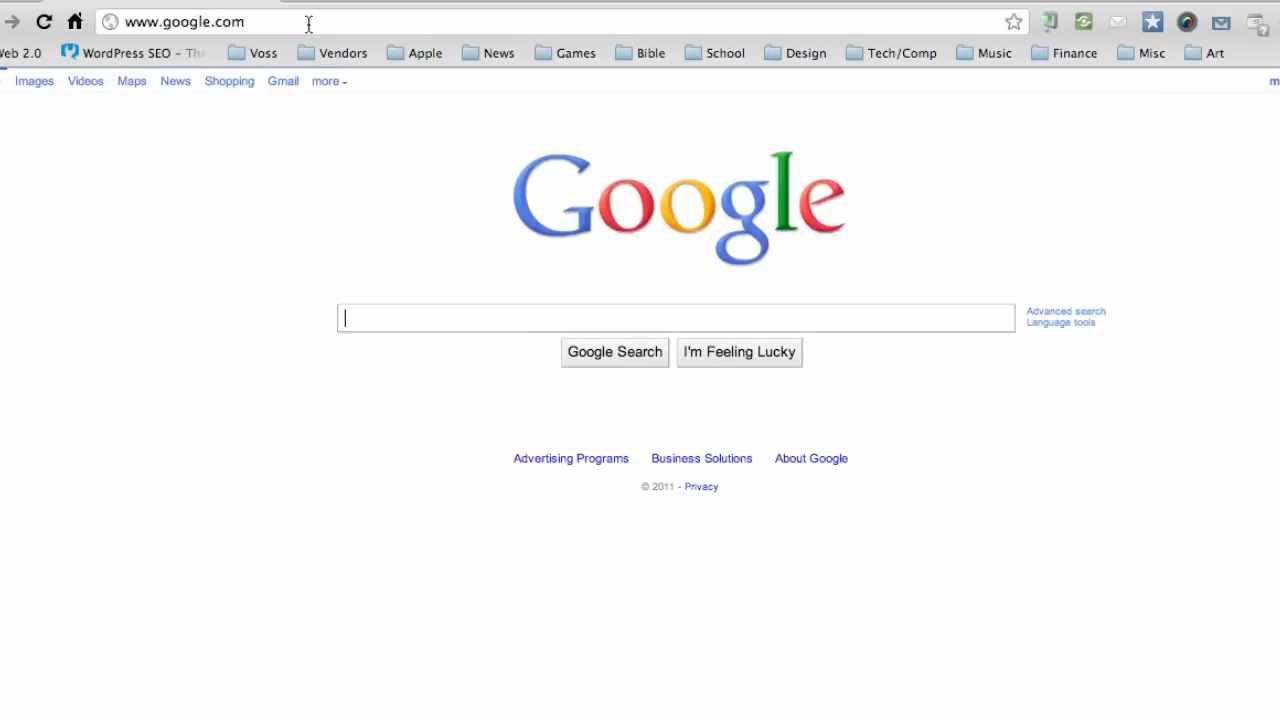 www.google.com
Web 2.0 WordPress SEO – The Voss Vendors Apple News Games Bible School Design Tech/Comp Music Finance Misc Art
Images Videos Maps News Shopping Gmail more
Google
Advanced search
Language tools
Google Search I'm Feeling Lucky
Advertising Programs Business Solutions About Google
© 2011 - Privacy